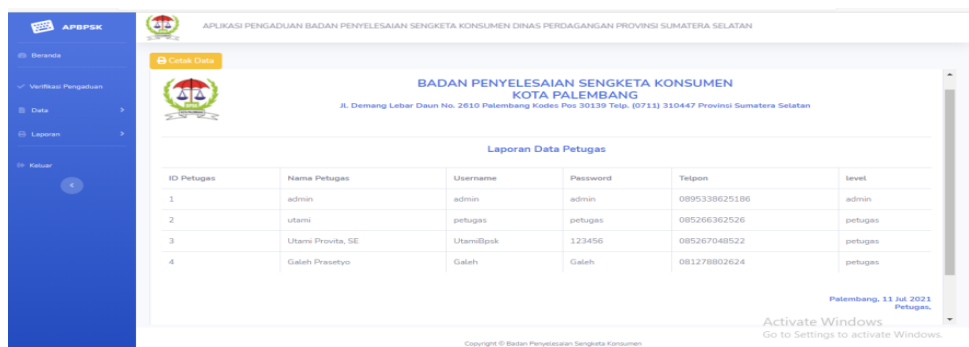 APBPSK
APLIKASI PENGADUAN BADAN PENYELESAIAN SENGKETA KONSUMEN DINAS PERDAGANGAN PROVINSI SUMATERA SELATAN
Beranda
Verifikasi Pengaduan
Data
Laporan
Keluar
Cetak Data
BADAN PENYELESAIAN SENGKETA KONSUMEN
KOTA PALEMBANG
Jl. Demang Lebar Daun No. 2610 Palembang Kodes Pos 30139 Telp. (0711) 310447 Provinsi Sumatera Selatan
Laporan Data Petugas
ID Petugas Nama Petugas Username Password Telpon level
1 admin admin admin 0895338625186 admin
2 utami petugas petugas 085266362526 petugas
3 Utami Provita, SE UtamiBpsk 123456 085267048522 petugas
4 Galeh Prasetyo Galeh Galeh 081278802624 petugas
Palembang, 11 Jul 2021
Petugas,
Activate Windows
Go to Settings to activate Windows.
Copyright © Badan Penyelesaian Sengketa Konsumen